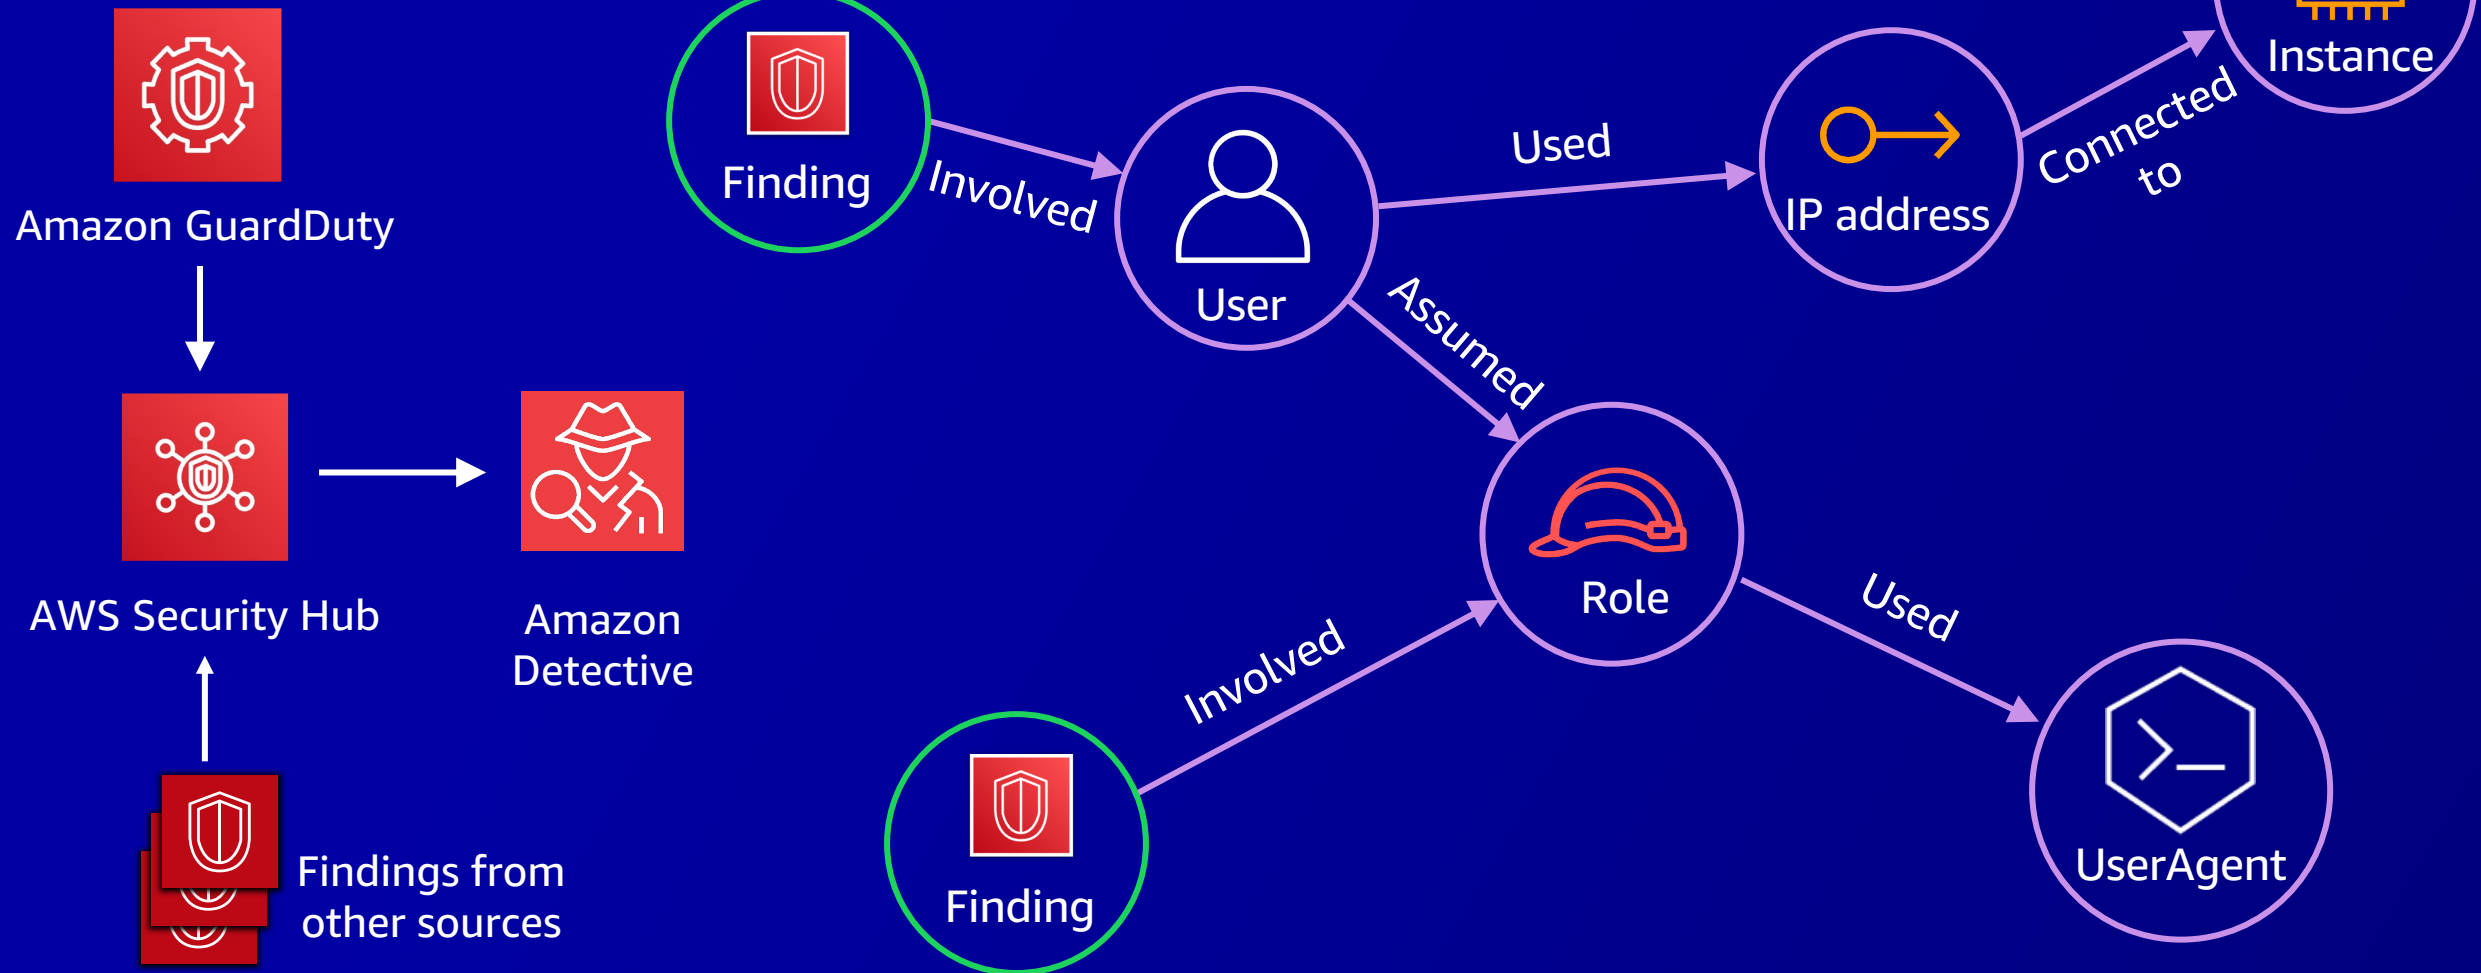 Amazon GuardDuty
AWS Security Hub
Amazon
Detective
Findings from
other sources
Finding
Involved
User
Used
IP address
Connected
to
Instance
Assumed
Role
Involved
Finding
Used
UserAgent